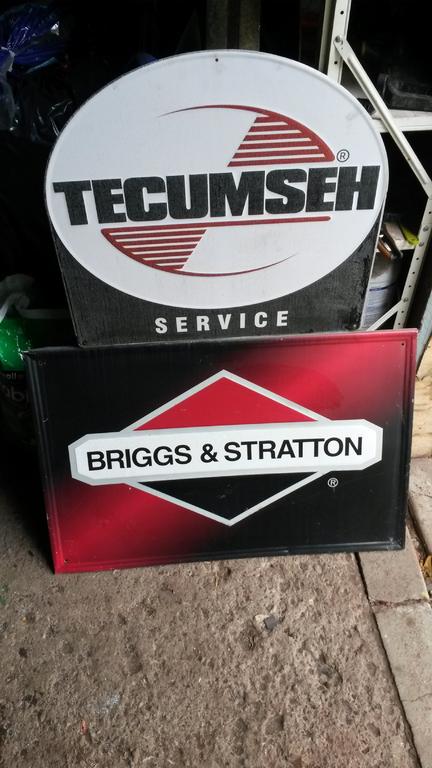 TECUMSEH®
SERVICE
BRIGGS & STRATTON
®